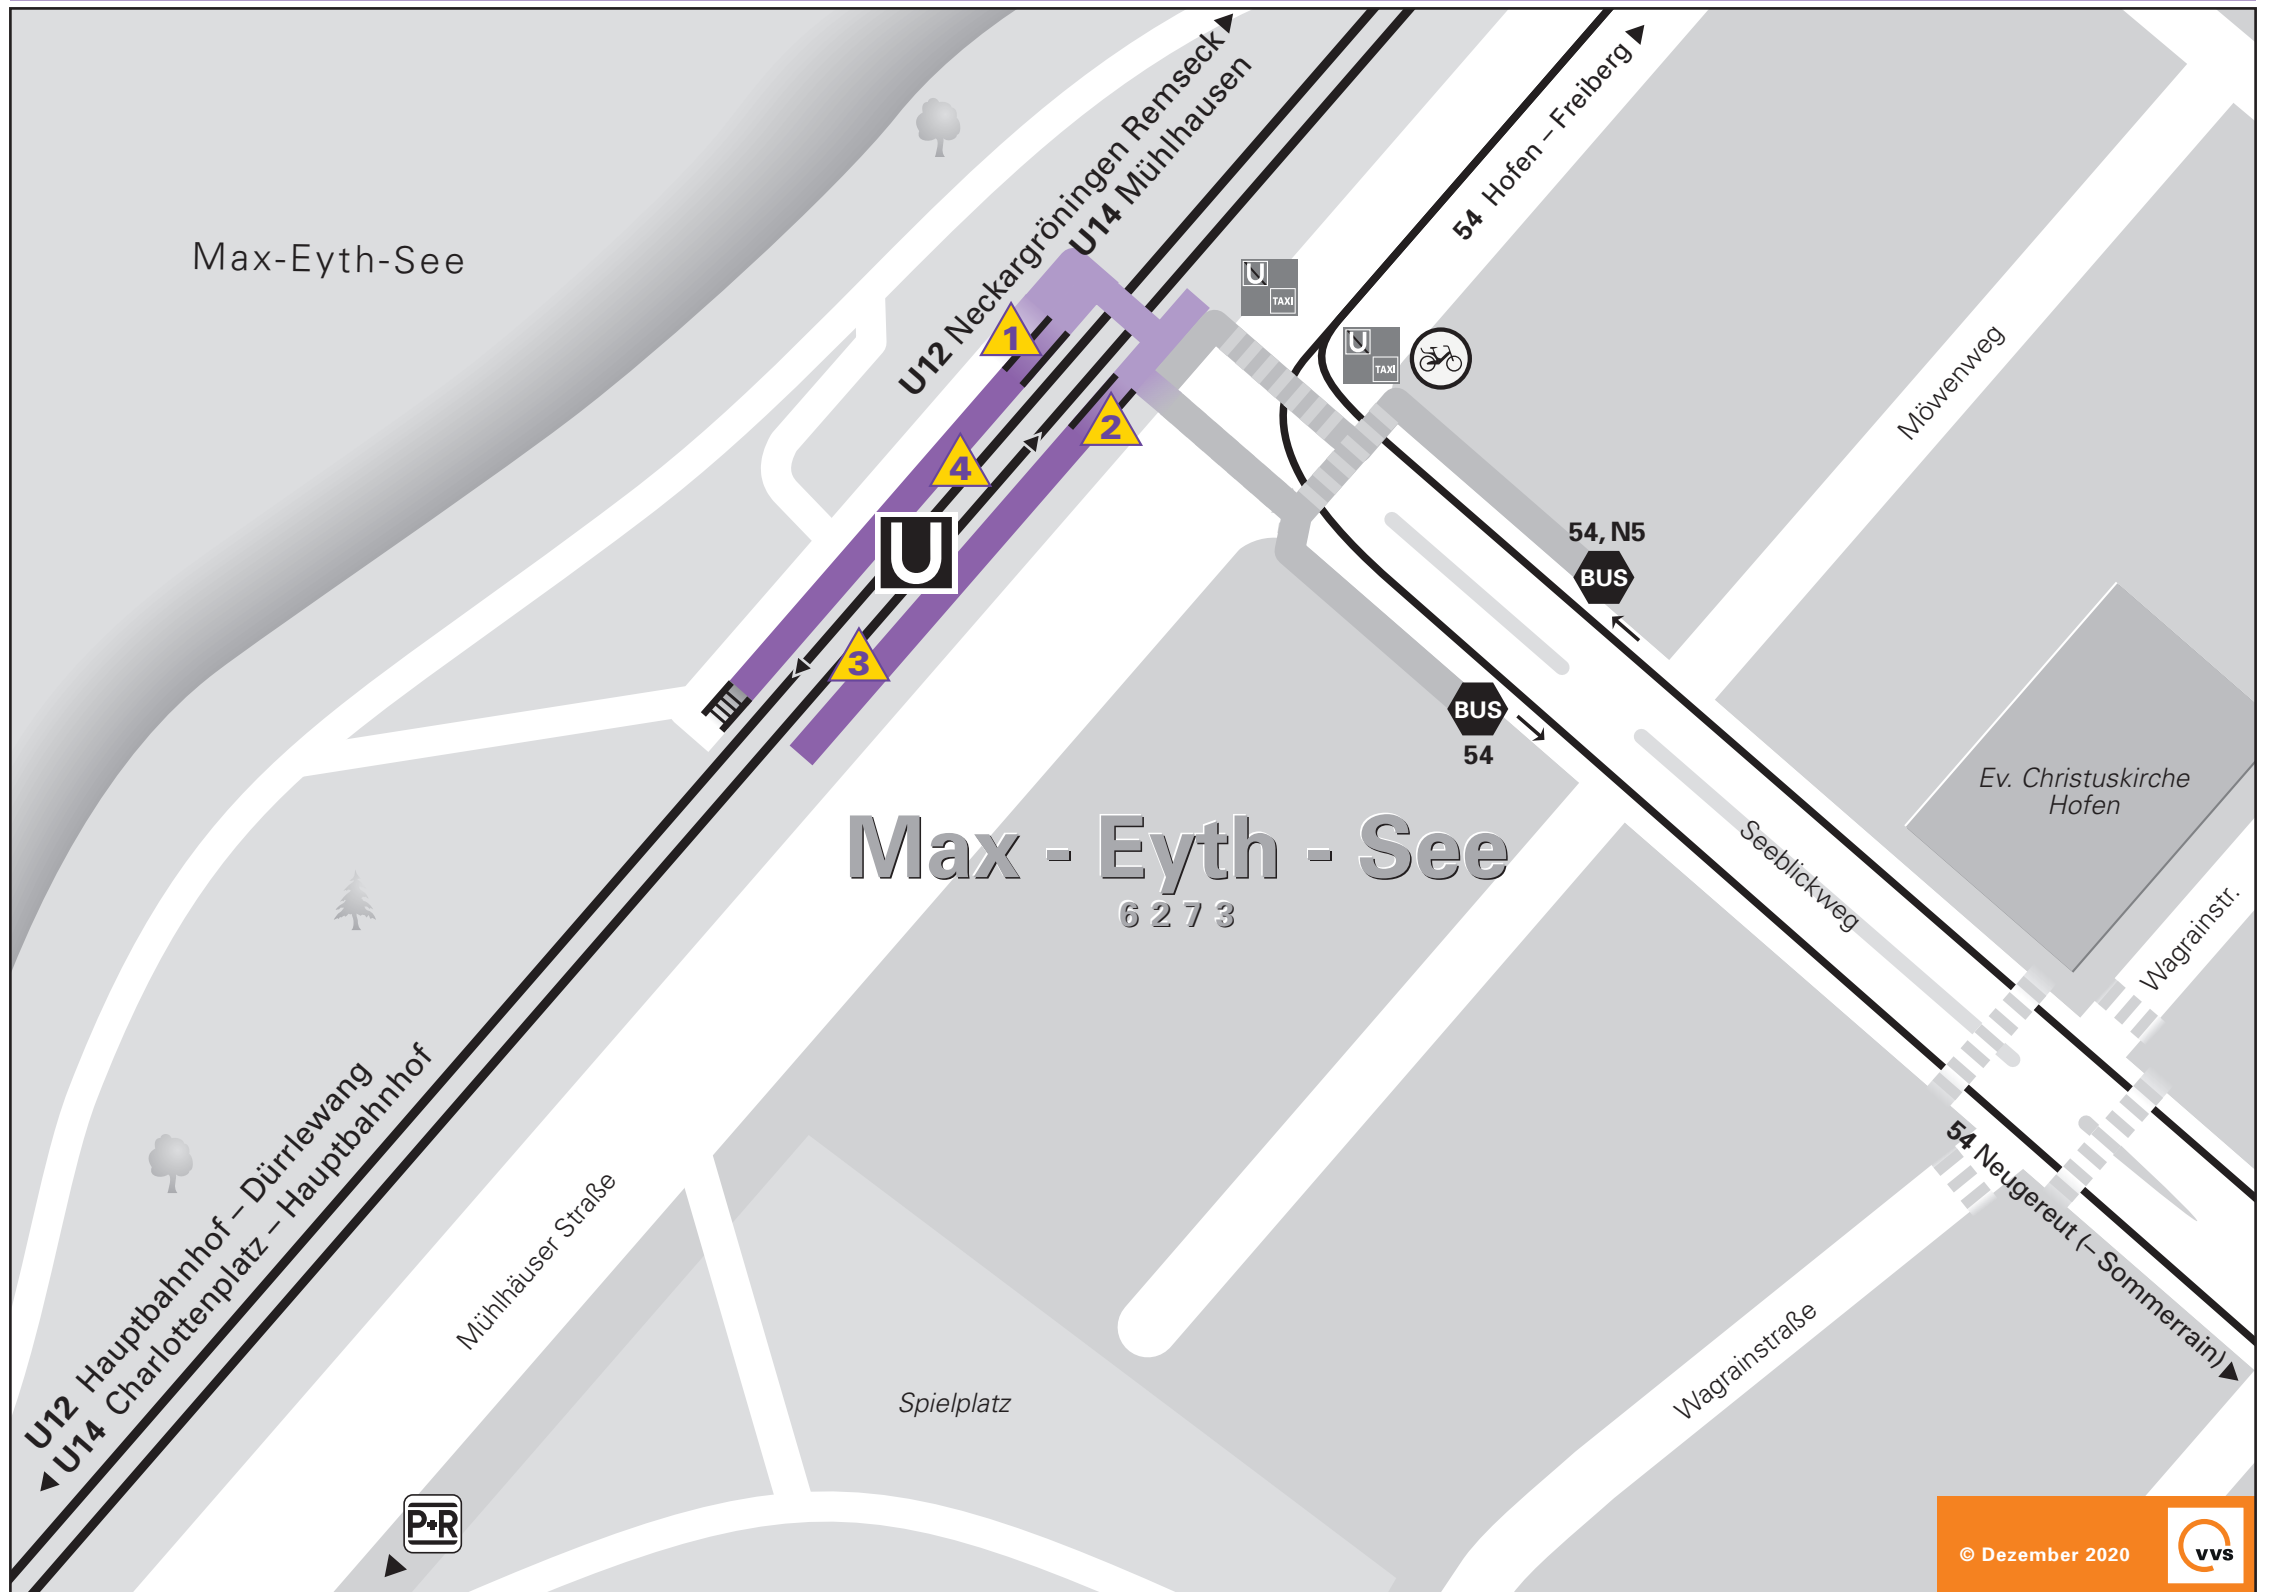 Max-Eyth-See
U12 Neckargröningen Remseck
U14 Mühlhausen
54 Hofen – Freiberg
U
TAXI
U
TAXI
Möwenweg
1
2
4
U
3
54, N5
BUS
BUS
54
Ev. Christuskirche
Hofen
Max - Eyth - See
6273
Seeblickweg
Wagrainstr.
U12 Hauptbahnhof – Dürrlewang
U14 Charlottenplatz – Hauptbahnhof
Mühlhäuser Straße
54 Neugereut (– Sommerrain)
Wagrainstraße
Spielplatz
P+R
© Dezember 2020
vvs